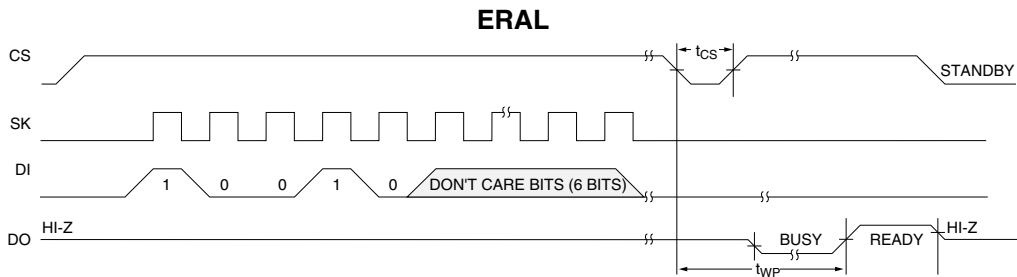 ERAL
CS
tCS
STANDBY
SK
DI
1 0 0 1 0 DON'T CARE BITS (6 BITS)
DO HI-Z
BUSY READY HI-Z
tWP